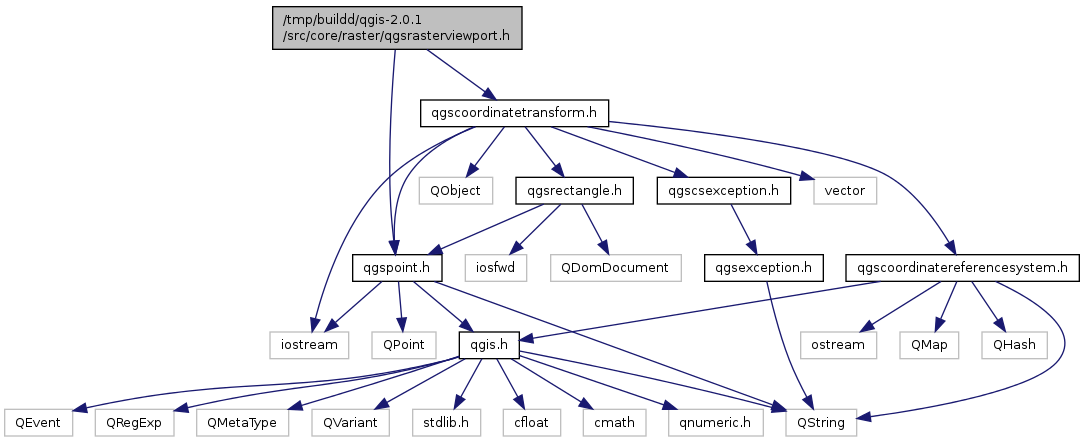 /tmp/buildd/qgis-2.0.1
/src/core/raster/qgsrasterviewport.h
qgscoordinatetransform.h
QObject
qgsrectangle.h
qgscsexception.h
vector
qgspoint.h
iosfwd
QDomDocument
qgsexception.h
qgscoordinatereferencesystem.h
iostream
QPoint
qgis.h
ostream
QMap
QHash
QEvent
QRegExp
QMetaType
QVariant
stdlib.h
cfloat
cmath
qnumeric.h
QString